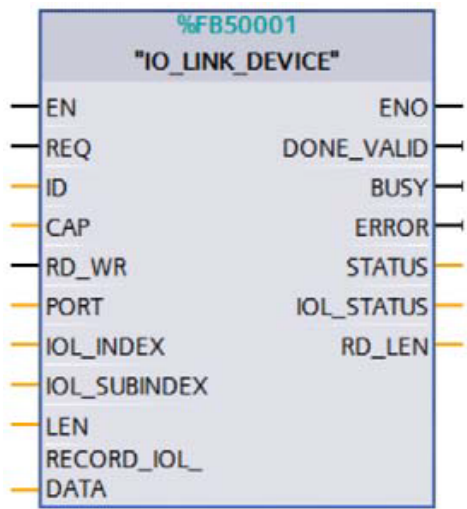 %FB50001
"IO_LINK_DEVICE"
EN ENO
REQ DONE_VALID
ID BUSY
CAP ERROR
RD_WR STATUS
PORT IOL_STATUS
IOL_INDEX RD_LEN
IOL_SUBINDEX
LEN
RECORD_IOL_
DATA